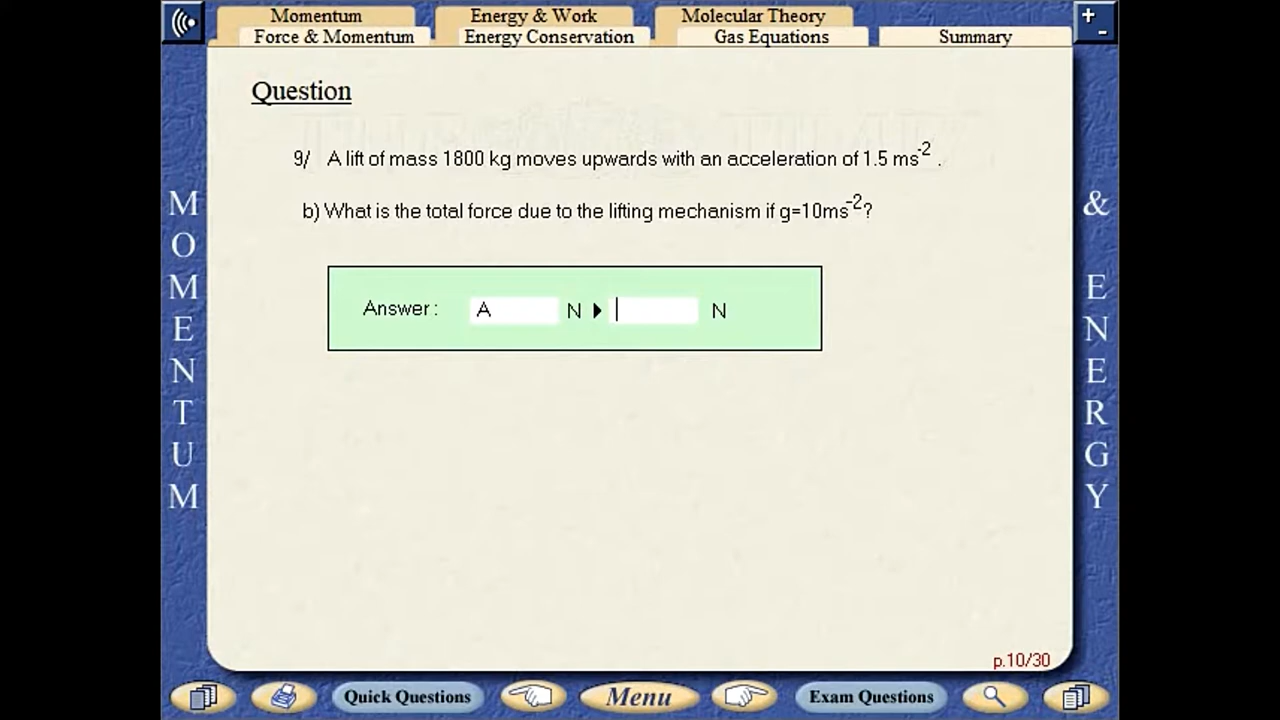 Momentum
Energy & Work
Molecular Theory
Force & Momentum
Energy Conservation
Gas Equations
Summary
+
-
Question
9/ A lift of mass 1800 kg moves upwards with an acceleration of 1.5 ms-2 .
b) What is the total force due to the lifting mechanism if g=10ms-2?
Answer : A N N
MOMENTUM
& ENERGY
p.10/30
Quick Questions
Menu
Exam Questions